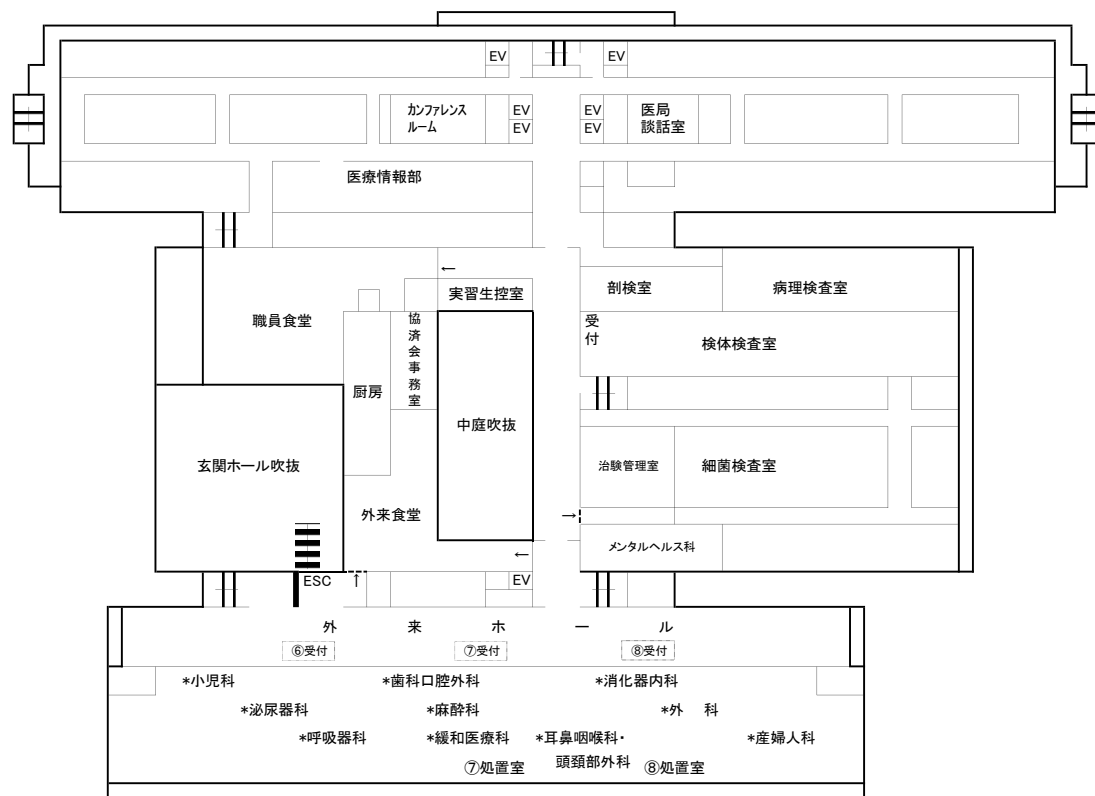 EV
EV
カンファレンス
ルーム
EV
EV
EV
EV
医局
談話室
医療情報部
←
実習生控室
剖検室
病理検査室
職員食堂
協済会事務室
受付
検体検査室
厨房
中庭吹抜
玄関ホール吹抜
治験管理室
細菌検査室
外来食堂
→
メンタルヘルス科
←
ESC
↑
EV
外来ホール
⑥受付
⑦受付
⑧受付
*小児科
*歯科口腔外科
*消化器内科
*泌尿器科
*麻酔科
*外 科
*呼吸器科
*緩和医療科
*耳鼻咽喉科・
頭頚部外科
*産婦人科
⑦処置室
⑧処置室